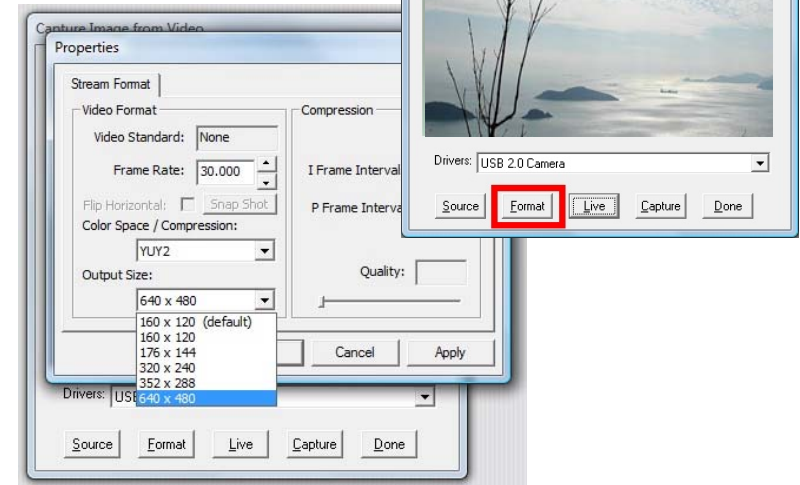 Capture Image from Video
Properties
Stream Format
Video Format
Video Standard: None
Frame Rate: 30.000
Flip Horizontal: Snap Shot
Color Space / Compression:
YUY2
Output Size:
640 x 480
160 x 120 (default)
160 x 120
176 x 144
320 x 240
352 x 288
640 x 480
Compression
I Frame Interval
P Frame Interva
Quality:
Cancel Apply
Drivers: USB
Source Format Live Capture Done
Drivers: USB 2.0 Camera
Source Format Live Capture Done